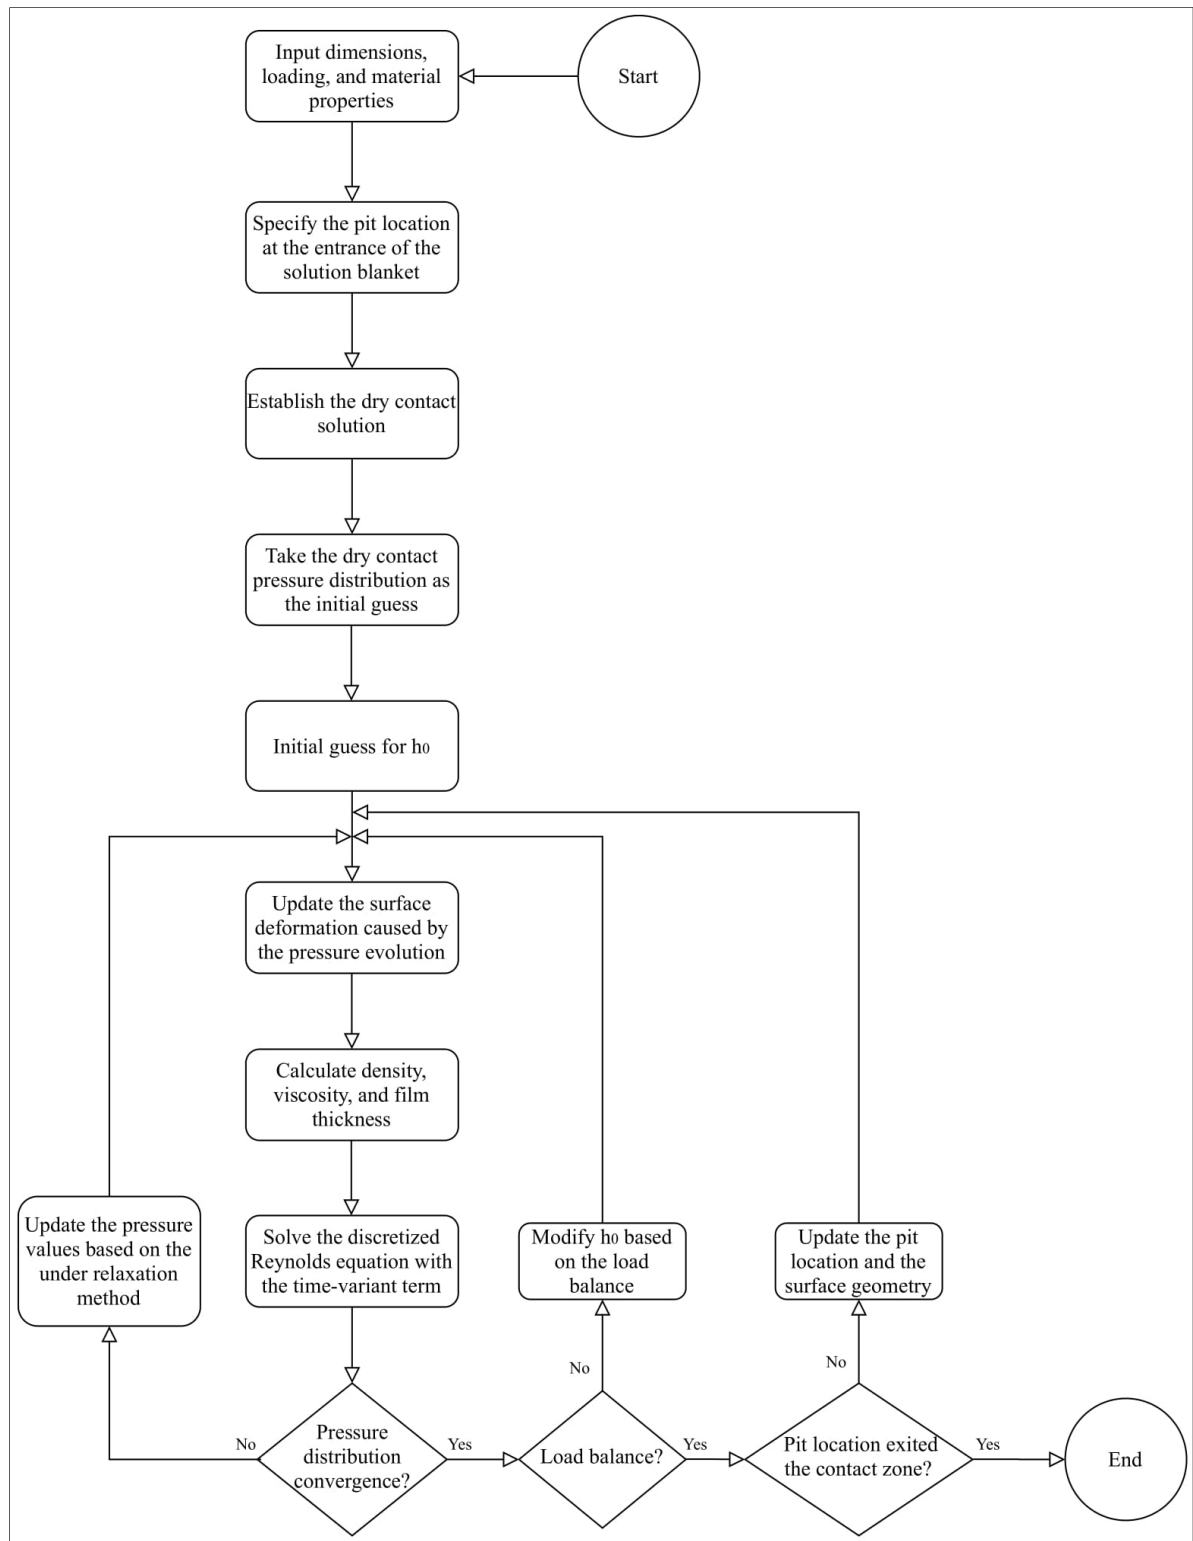 Start
Input dimensions,
loading, and material
properties
Specify the pit location
at the entrance of the
solution blanket
Establish the dry contact
solution
Take the dry contact
pressure distribution as
the initial guess
Initial guess for h0
Update the surface
deformation caused by
the pressure evolution
Calculate density,
viscosity, and film
thickness
Solve the discretized
Reynolds equation with
the time-variant term
Update the pressure
values based on the
under relaxation
method
Modify h0 based
on the load
balance
Update the pit
location and the
surface geometry
No
Pressure
distribution
convergence?
Yes
No
Load balance?
Yes
No
Pit location exited
the contact zone?
Yes
End